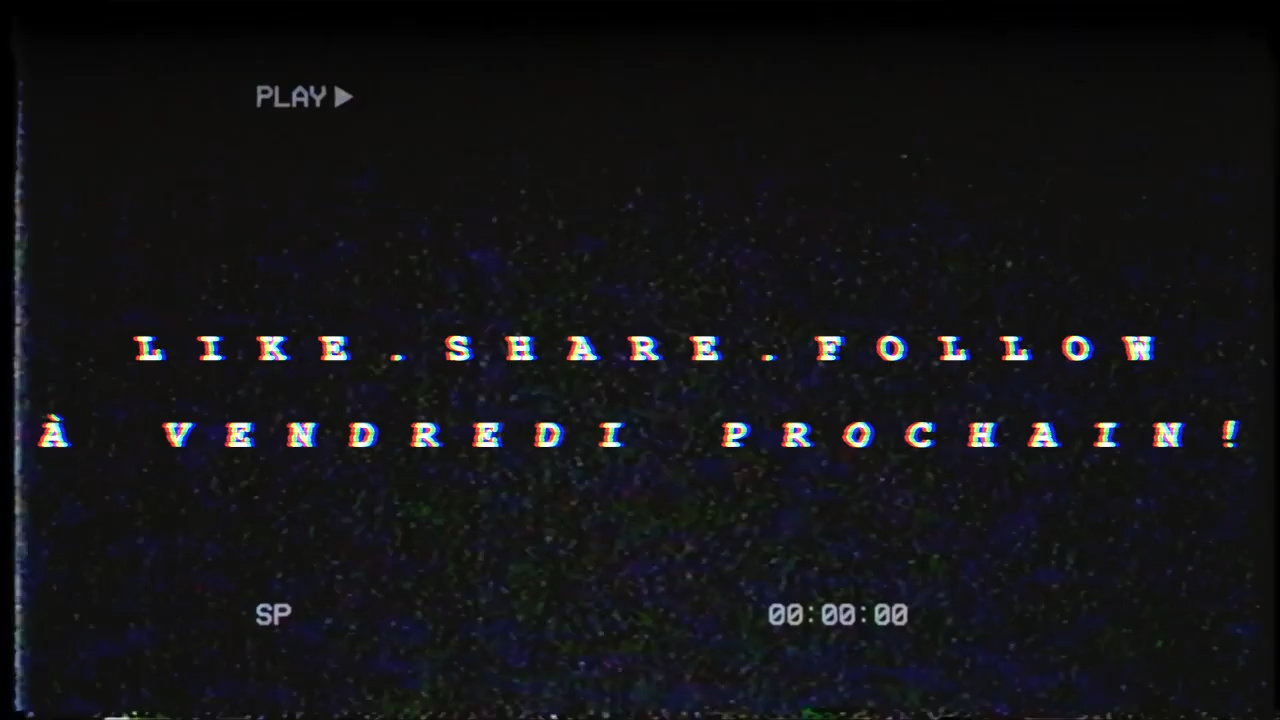 PLAY ▶
LIKE.SHARE.FOLLOW
À VENDREDI PROCHAIN!
SP 00:00:00